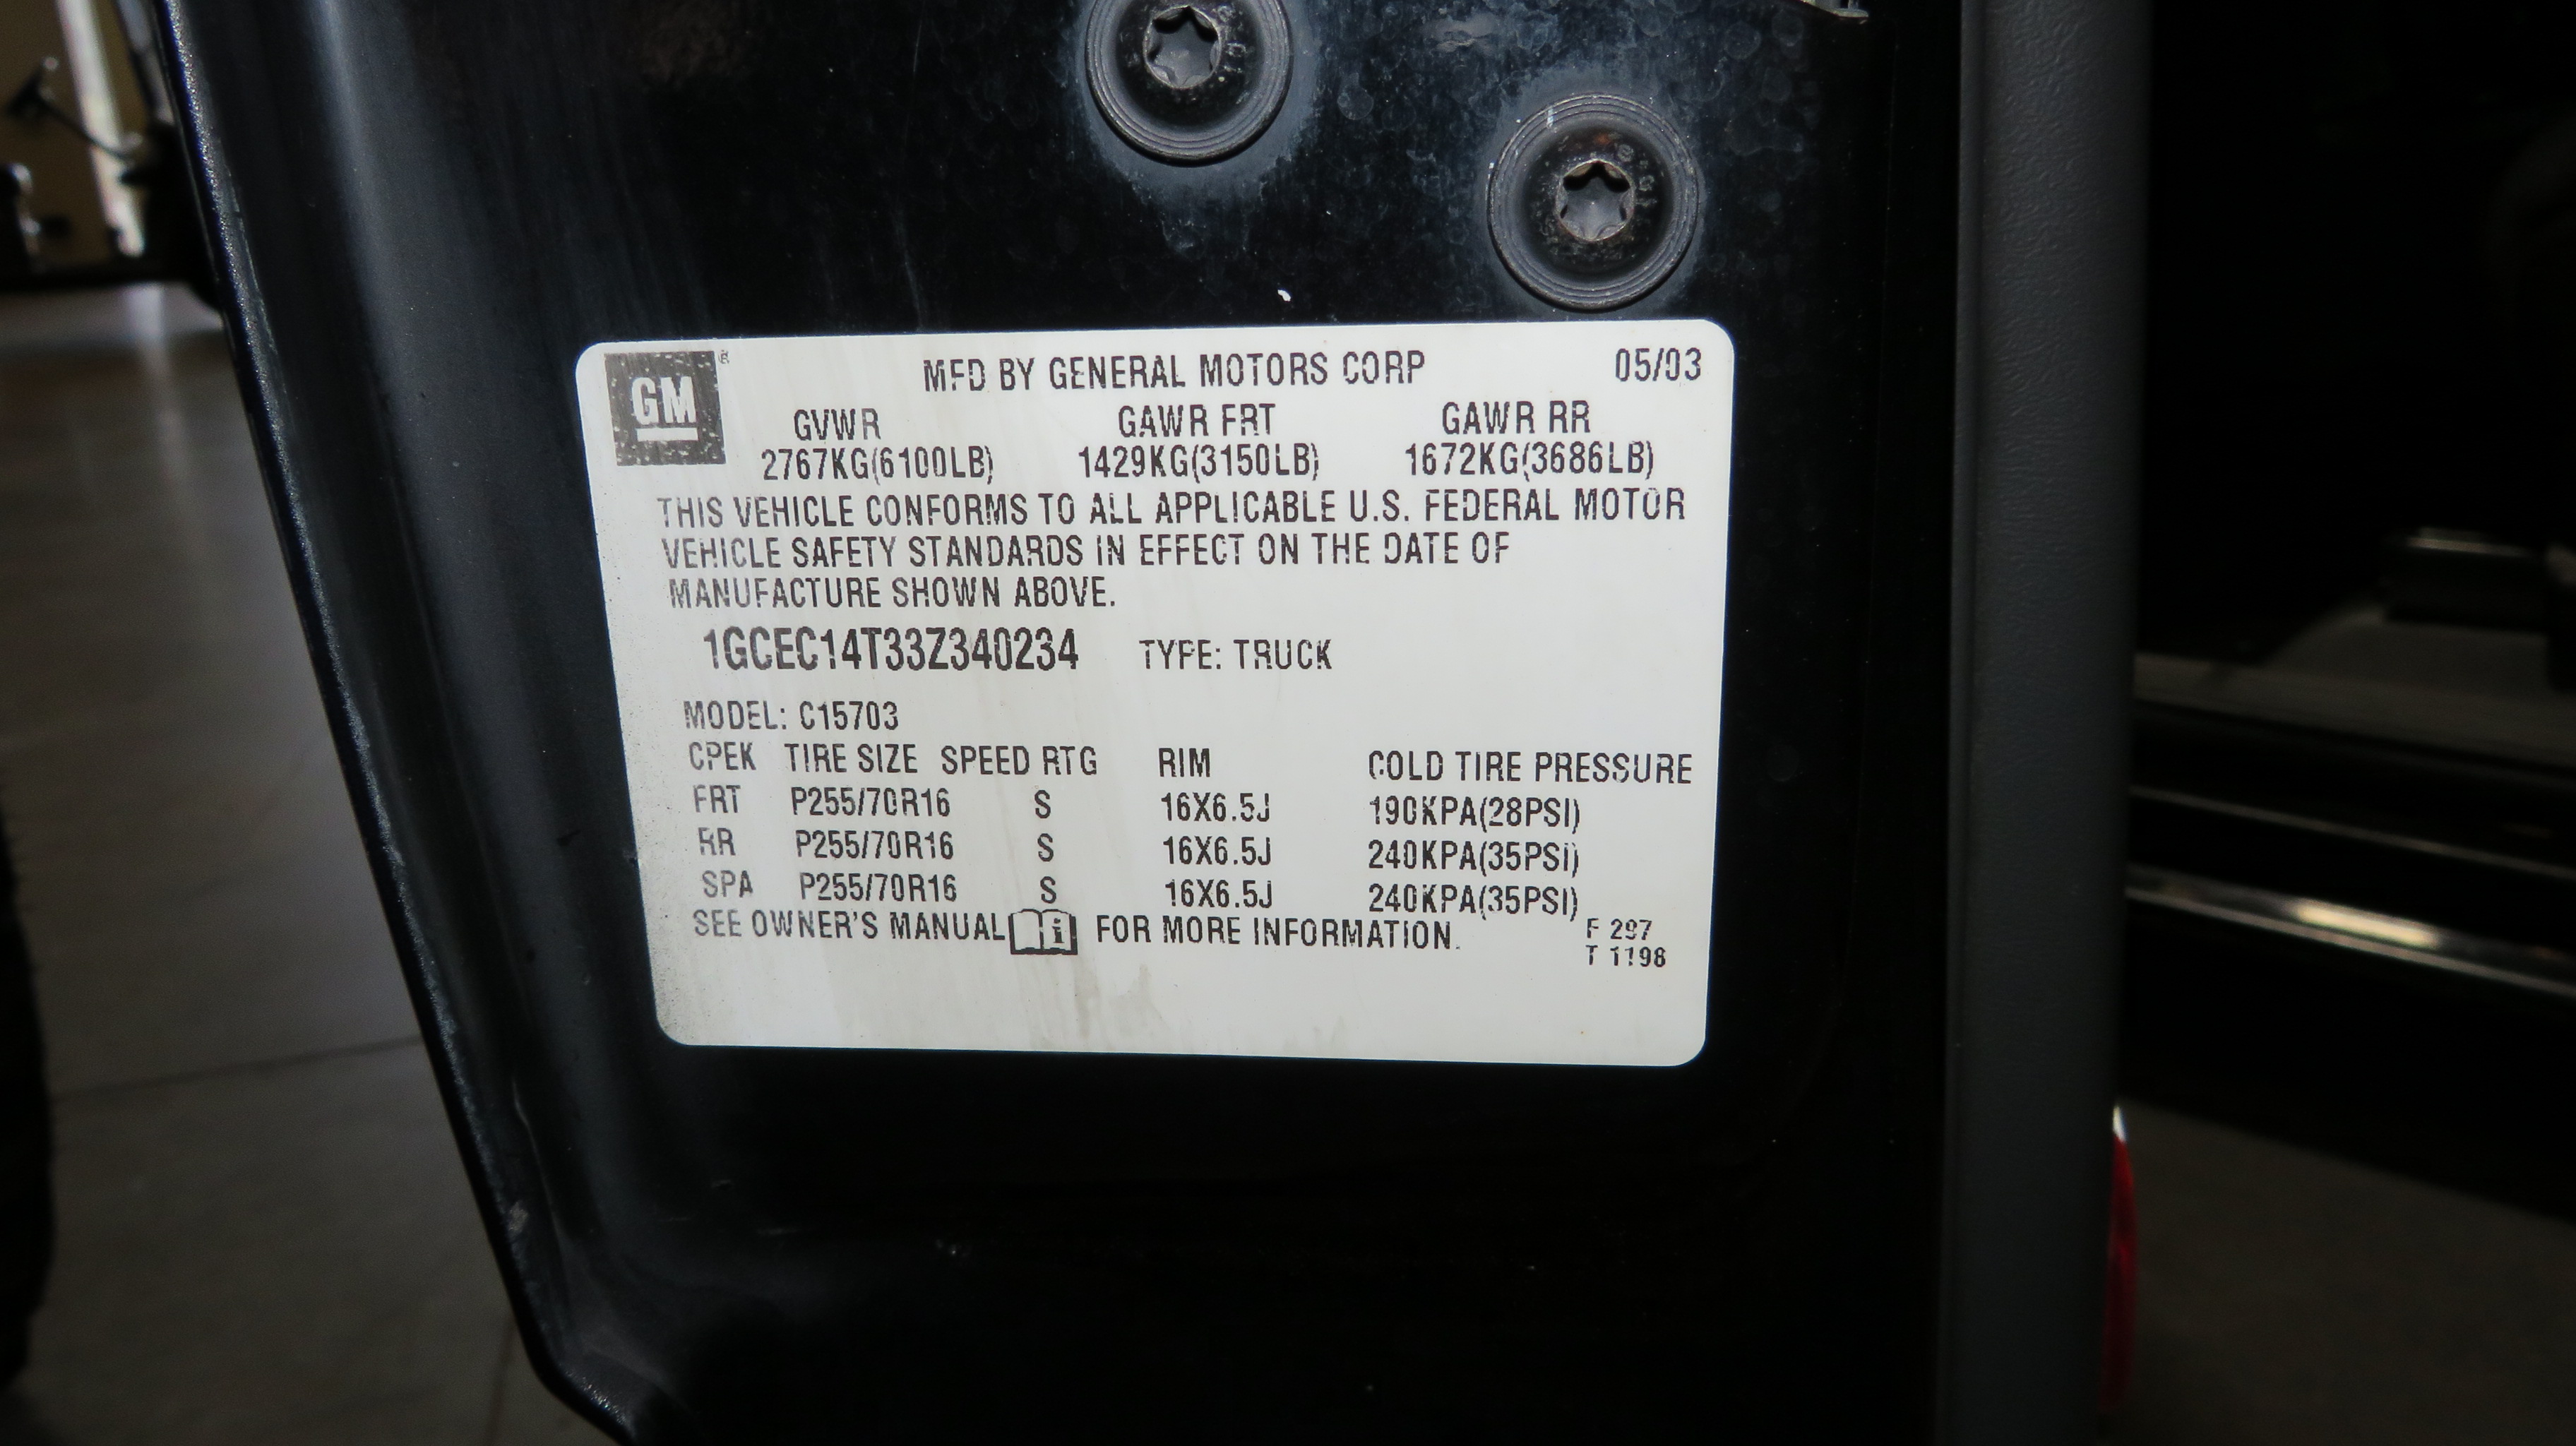 GM®
MFD BY GENERAL MOTORS CORP 05/03
GVWR GAWR FRT GAWR RR
2767KG(6100LB) 1429KG(3150LB) 1672KG(3686LB)
THIS VEHICLE CONFORMS TO ALL APPLICABLE U.S. FEDERAL MOTOR
VEHICLE SAFETY STANDARDS IN EFFECT ON THE DATE OF
MANUFACTURE SHOWN ABOVE.
1GCEC14T33Z340234 TYPE: TRUCK
MODEL: C15703
CPEK TIRE SIZE SPEED RTG RIM COLD TIRE PRESSURE
FRT P255/70R16 S 16X6.5J 190KPA(28PSI)
RR P255/70R16 S 16X6.5J 240KPA(35PSI)
SPA P255/70R16 S 16X6.5J 240KPA(35PSI)
SEE OWNER'S MANUAL i FOR MORE INFORMATION.
F 297
T 1198